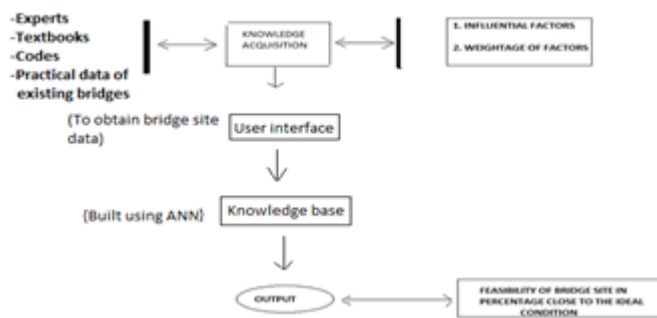 -Experts
-Textbooks
-Codes
-Practical data of
existing bridges
KNOWLEDGE
ACQUISITION
1. INFLUENTIAL FACTORS
2. WEIGHTAGE OF FACTORS
(To obtain bridge site
data)
User interface
{Built using ANN}
Knowledge base
OUTPUT
FEASIBILITY OF BRIDGE SITE IN
PERCENTAGE CLOSE TO THE IDEAL
CONDITION